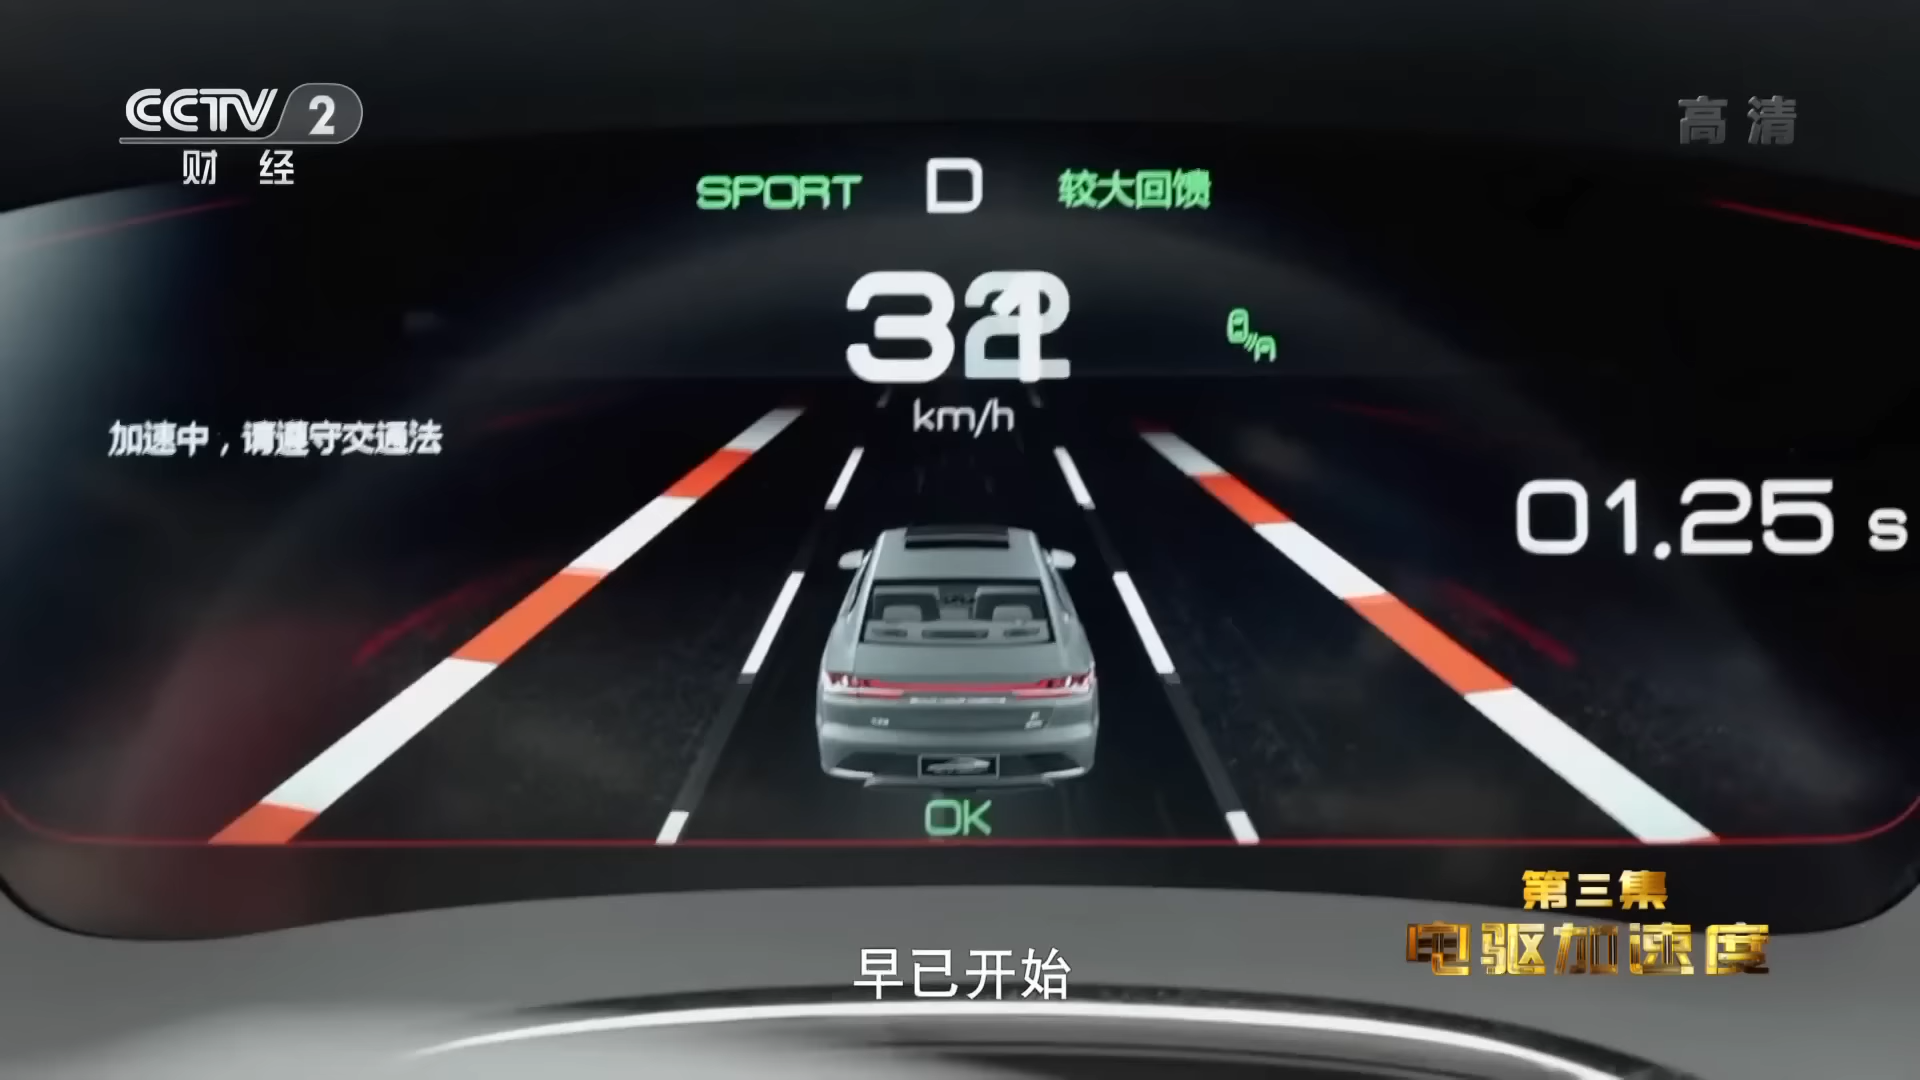 CCTV 2
财 经
高 清
SPORT D 较大回馈
km/h
加速中，请遵守交通法
01.25 s
OK
第三集
电驱加速度
早已开始